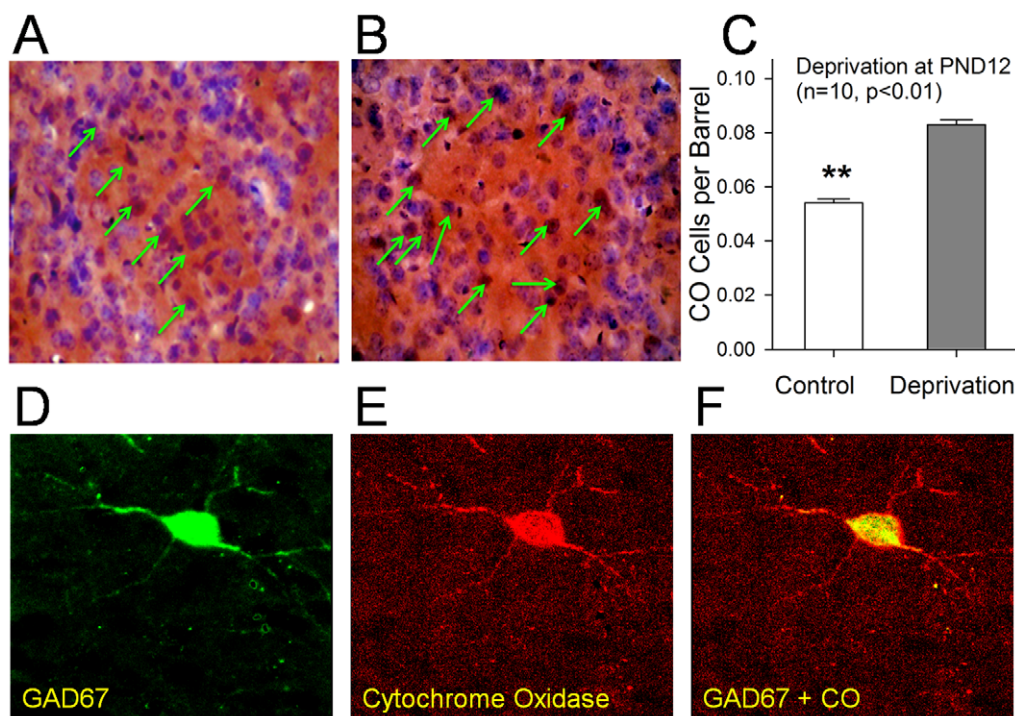 A
B
C
Deprivation at PND12
(n=10, p<0.01)
CO Cells per Barrel
0.10
0.08
0.06
0.04
0.02
0.00
**
Control
Deprivation
D
E
F
GAD67
Cytochrome Oxidase
GAD67 + CO